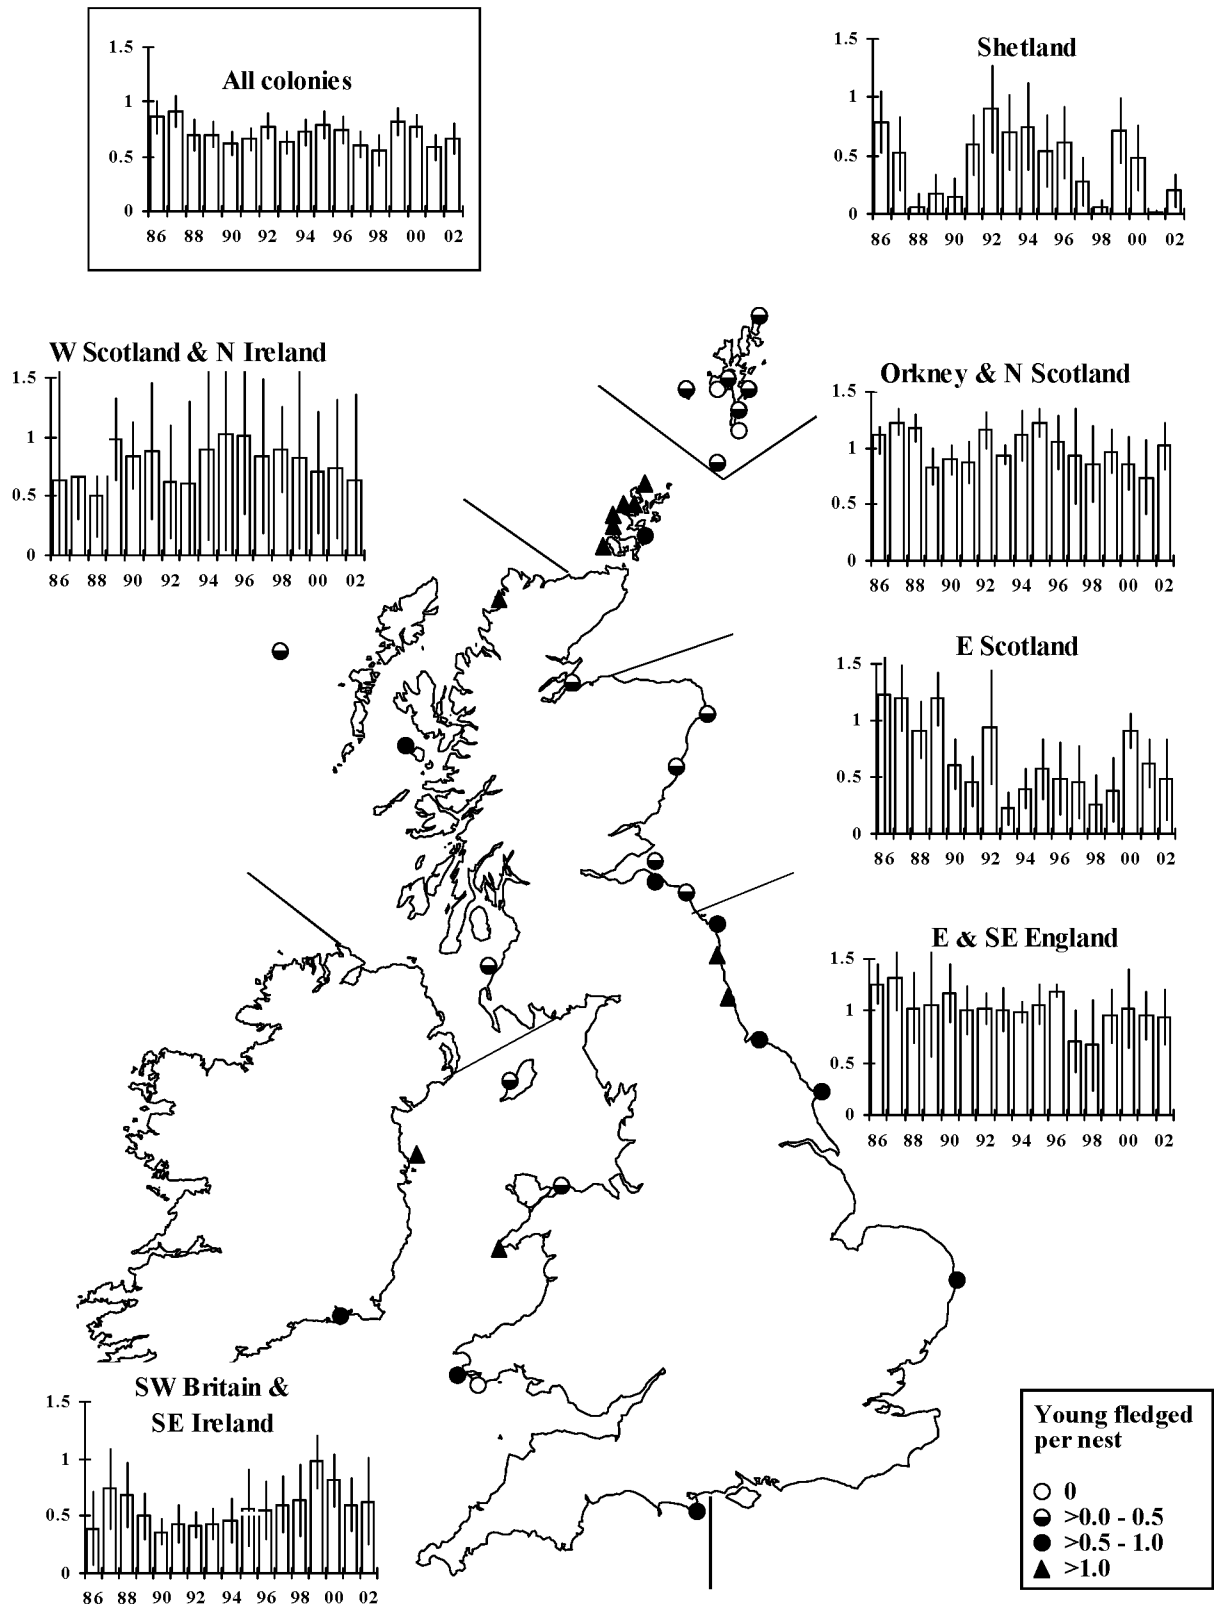 All colonies
1.5
1
0.5
0
86 88 90 92 94 96 98 00 02
Shetland
1.5
1
0.5
0
86 88 90 92 94 96 98 00 02
W Scotland & N Ireland
1.5
1
0.5
0
86 88 90 92 94 96 98 00 02
Orkney & N Scotland
1.5
1
0.5
0
86 88 90 92 94 96 98 00 02
E Scotland
1.5
1
0.5
0
86 88 90 92 94 96 98 00 02
E & SE England
1.5
1
0.5
0
86 88 90 92 94 96 98 00 02
SW Britain &
SE Ireland
1.5
1
0.5
0
86 88 90 92 94 96 98 00 02
Young fledged
per nest
0
>0.0 - 0.5
>0.5 - 1.0
>1.0